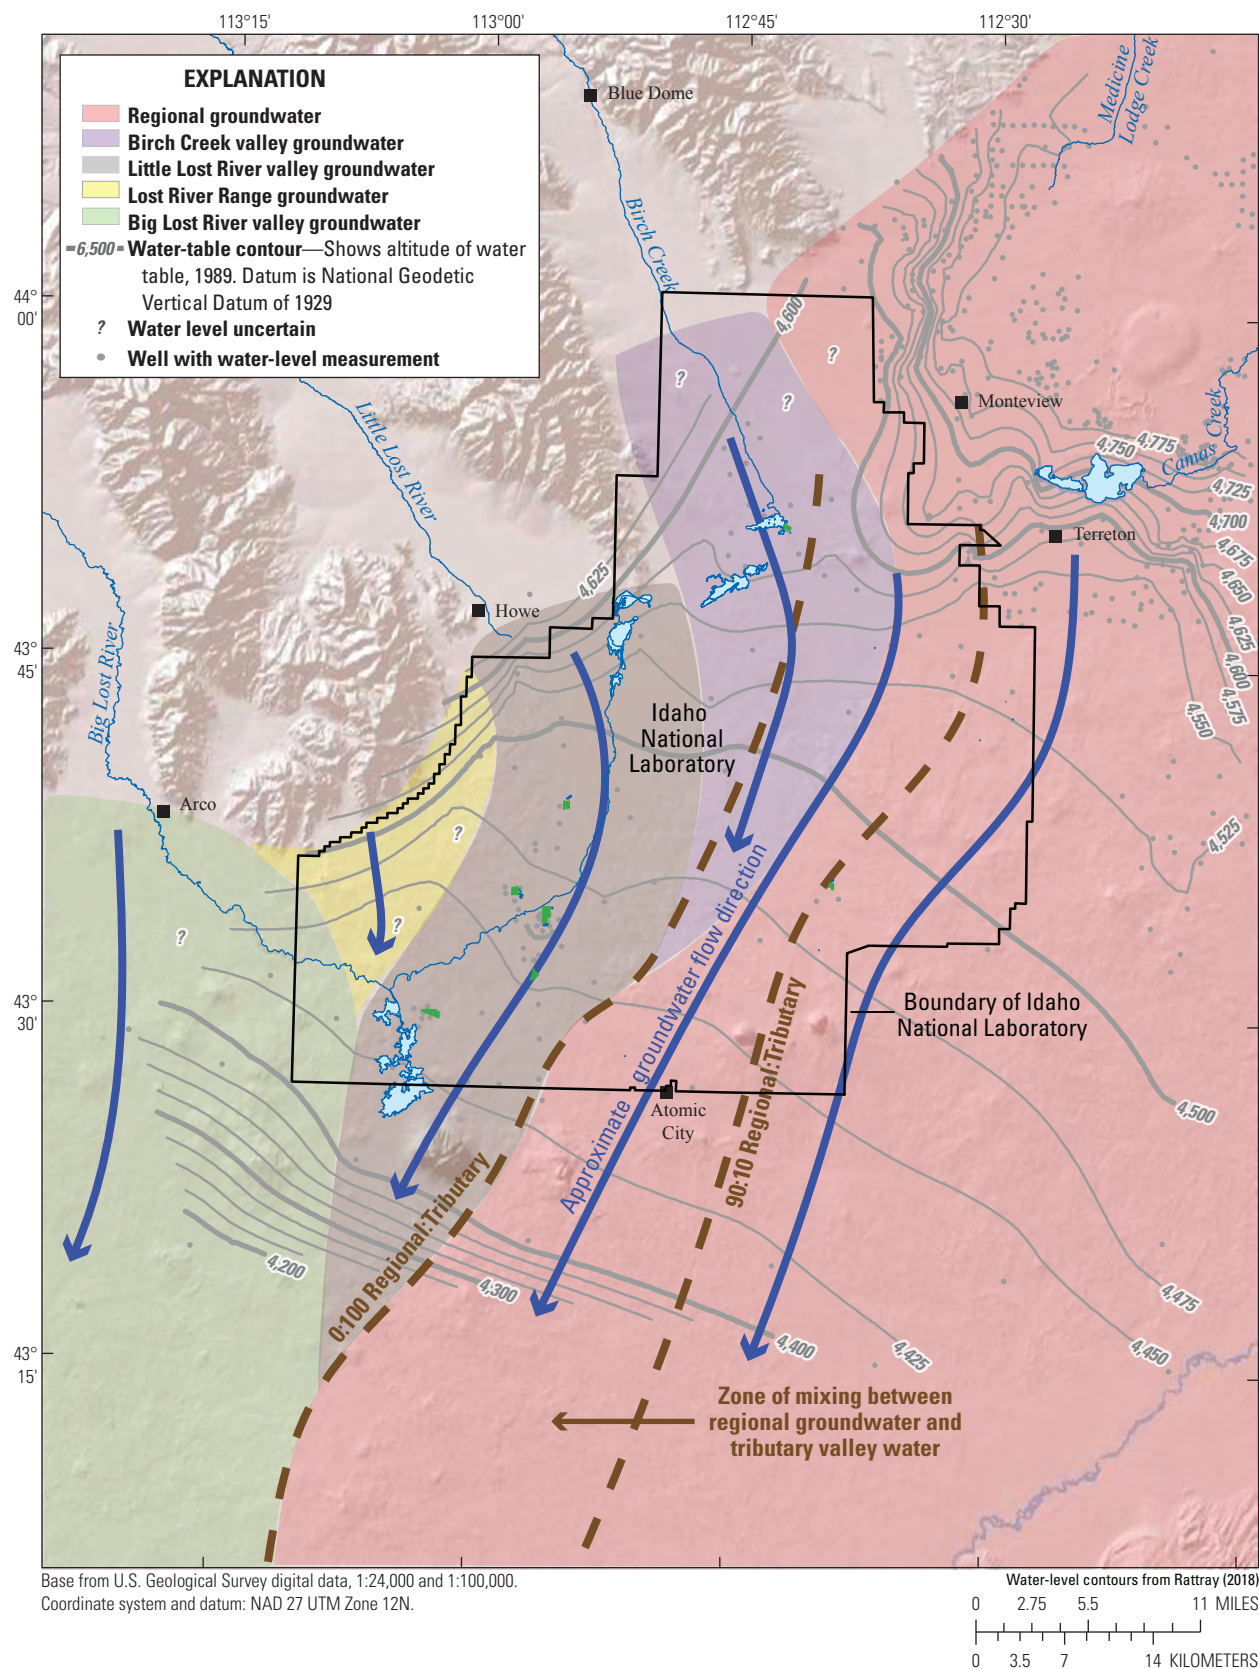 113°15' 113°00' 112°45' 112°30'
EXPLANATION
Regional groundwater
Birch Creek valley groundwater
Little Lost River valley groundwater
Lost River Range groundwater
Big Lost River valley groundwater
6,500 Water-table contour—Shows altitude of water
table, 1989. Datum is National Geodetic
Vertical Datum of 1929
? Water level uncertain
Well with water-level measurement
Blue Dome
Medicine
Lodge Creek
Birch Creek
44°
00'
4,600
?
?
?
Monteview
Camas Creek
4,750
4,775
4,725
4,700
4,675
4,650
4,625
4,600
4,575
4,550
Little Lost River
Terreton
4,625
Howe
43°
45'
Big Lost River
Idaho
National
Laboratory
Arco
?
4,525
?
?
Approximate groundwater flow direction
43°
30'
Boundary of Idaho
National Laboratory
90:10 Regional:Tributary
Atomic
City
4,500
0:100 Regional:Tributary
4,200
4,300
4,475
4,400
4,425
4,450
43°
15'
Zone of mixing between
regional groundwater and
tributary valley water
Base from U.S. Geological Survey digital data, 1:24,000 and 1:100,000.
Coordinate system and datum: NAD 27 UTM Zone 12N.
Water-level contours from Rattray (2018)
0 2.75 5.5 11 MILES
0 3.5 7 14 KILOMETERS